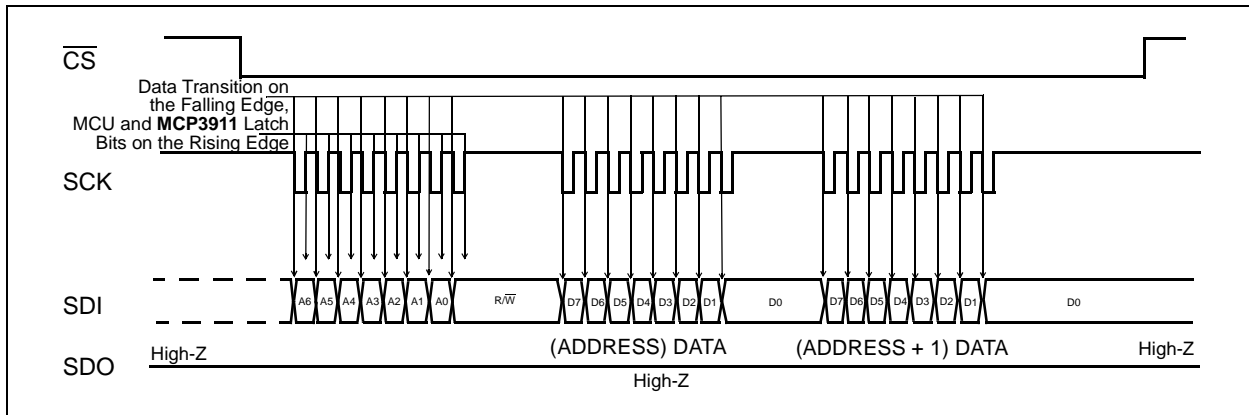 CS
Data Transition on
the Falling Edge,
MCU and MCP3911 Latch
Bits on the Rising Edge
SCK
SDI A6 A5 A4 A3 A2 A1 A0 R/W D7 D6 D5 D4 D3 D2 D1 D0 D7 D6 D5 D4 D3 D2 D1 D0
(ADDRESS) DATA (ADDRESS + 1) DATA
High-Z High-Z
SDO
High-Z